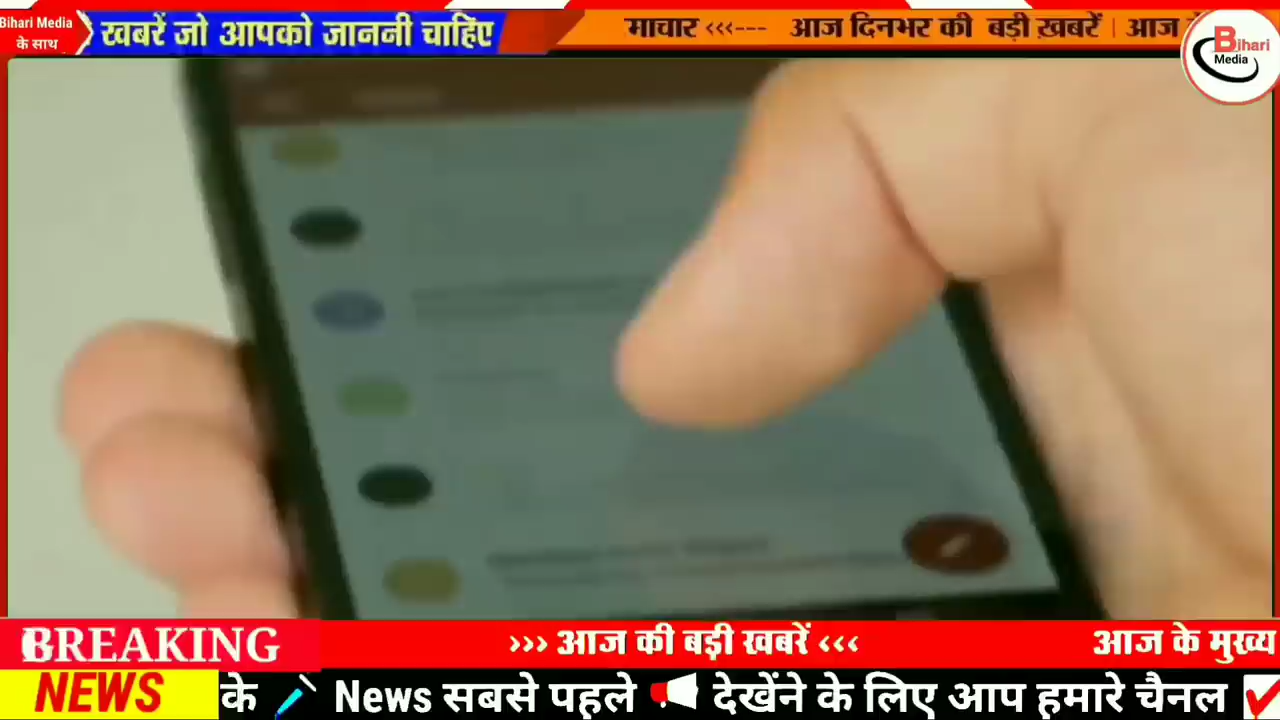 Bihari Media
के साथ
खबरें जो आपको जाननी चाहिए
माचार <<<--- आज दिनभर की बड़ी ख़बरें | आज
Bihari
Media
BREAKING
>>> आज की बड़ी खबरें <<<
आज के मुख्य
NEWS
के News सबसे पहले देखेंने के लिए आप हमारे चैनल